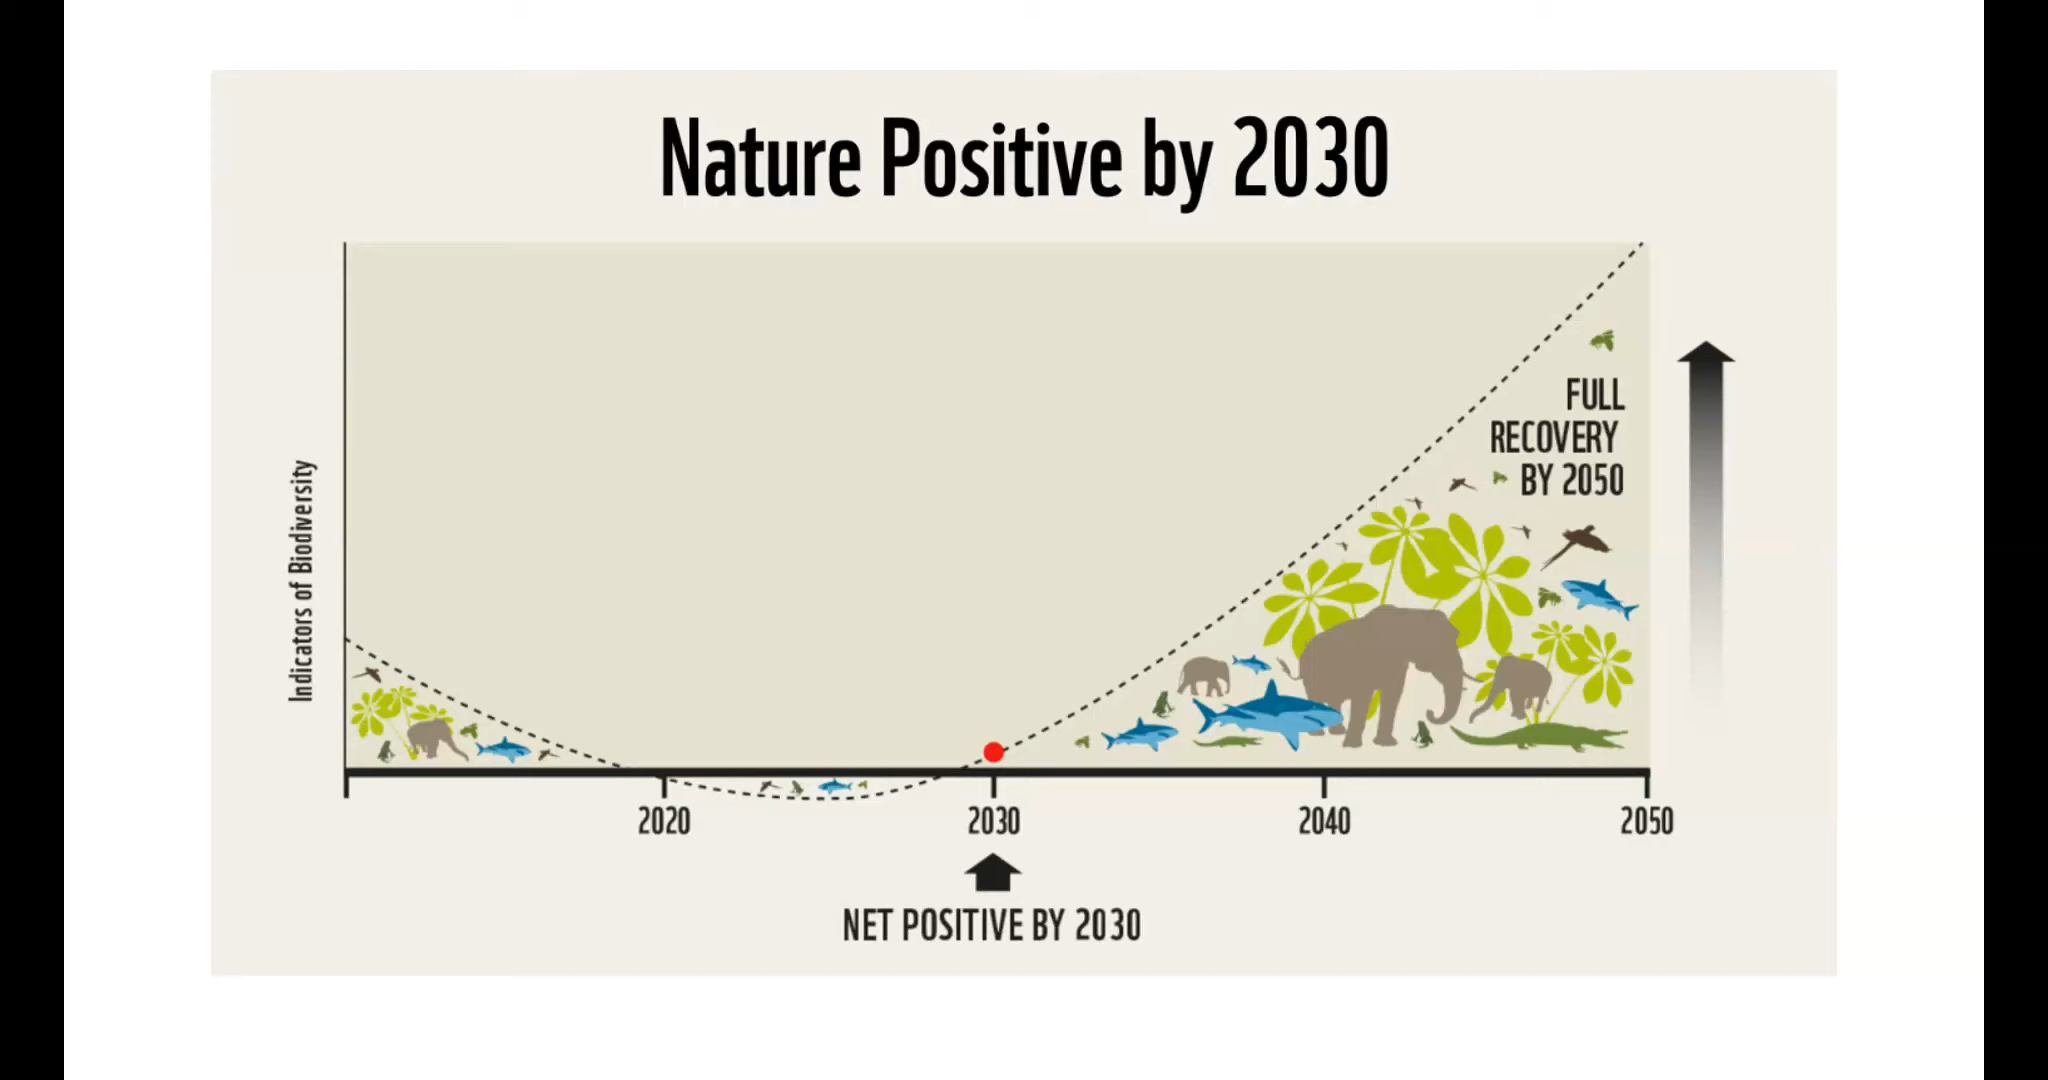 Nature Positive by 2030
Indicators of Biodiversity
FULL
RECOVERY
BY 2050
2020
2030
2040
2050
NET POSITIVE BY 2030